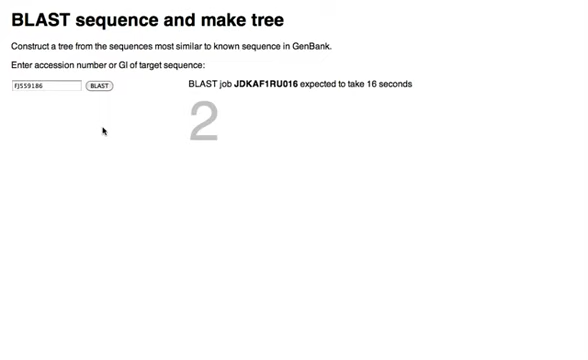 BLAST sequence and make tree
Construct a tree from the sequences most similar to known sequence in GenBank.
Enter accession number or GI of target sequence:
FJ559186 BLAST
BLAST job JDKAF1RU016 expected to take 16 seconds
2